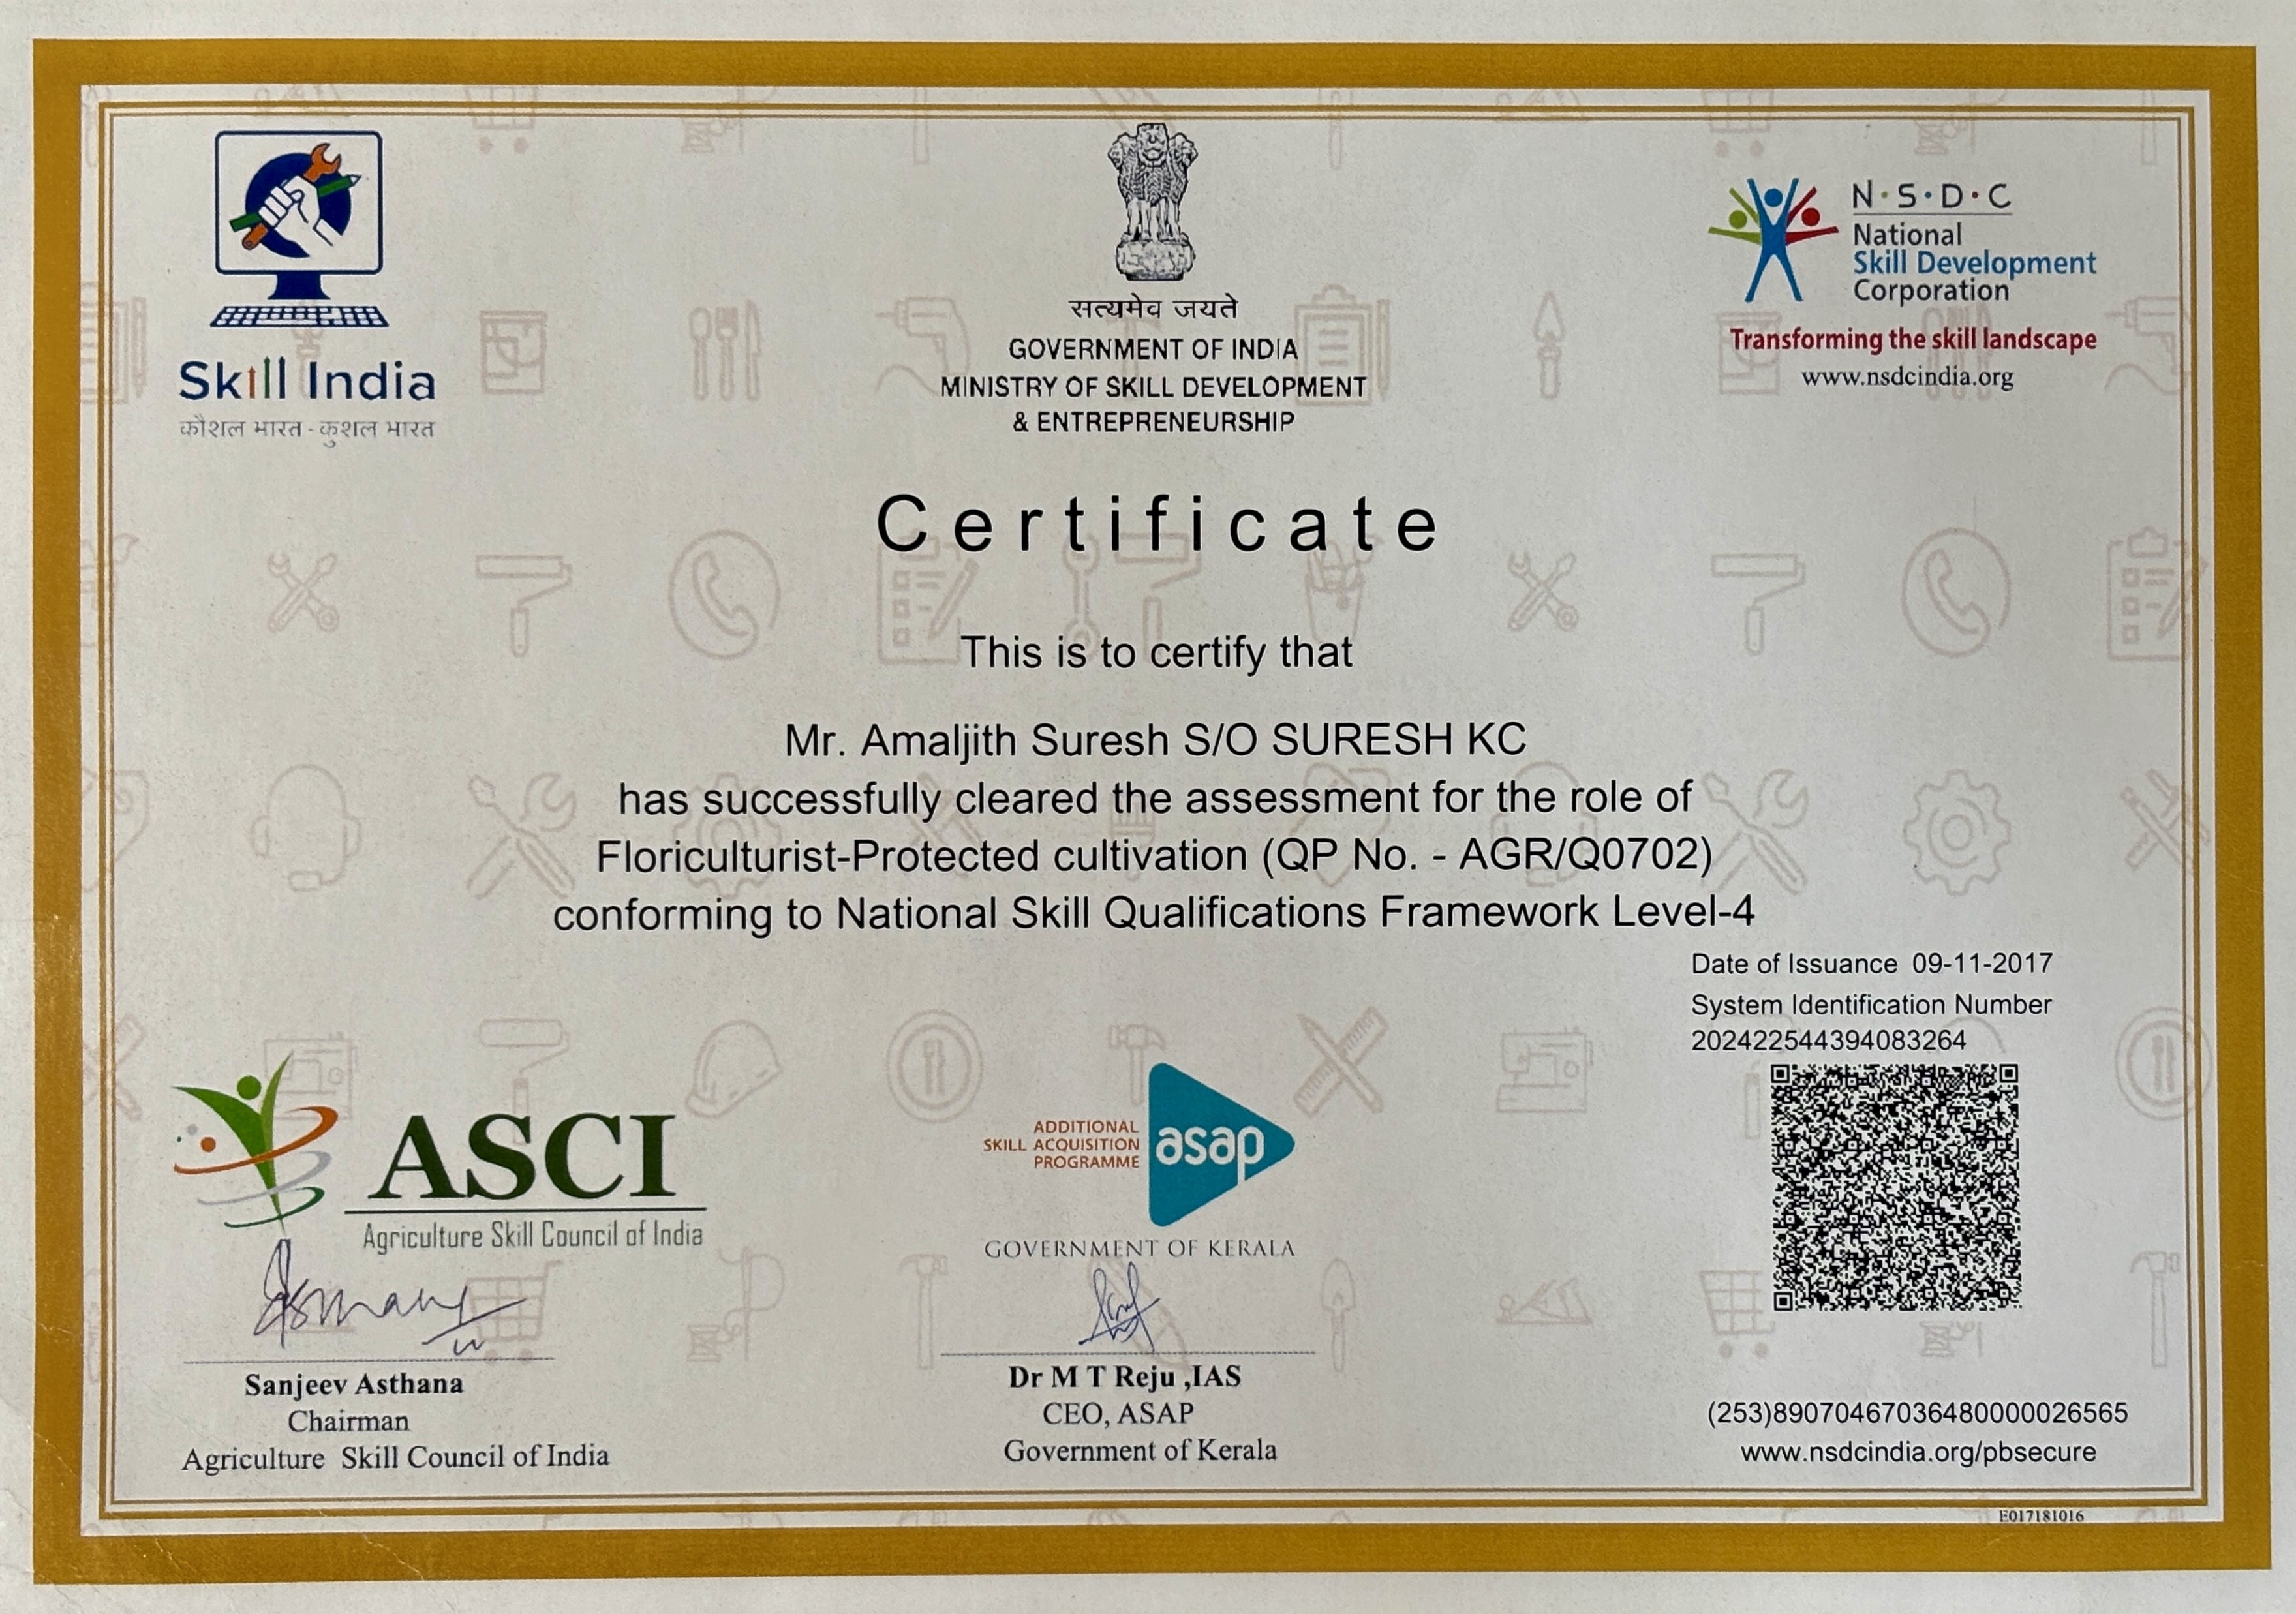 Skill India
कौशल भारत - कुशल भारत
सत्यमेव जयते
GOVERNMENT OF INDIA
MINISTRY OF SKILL DEVELOPMENT
& ENTREPRENEURSHIP
N·S·D·C
National
Skill Development
Corporation
Transforming the skill landscape
www.nsdcindia.org
Certificate
This is to certify that
Mr. Amaljith Suresh S/O SURESH KC
has successfully cleared the assessment for the role of
Floriculturist-Protected cultivation (QP No. - AGR/Q0702)
conforming to National Skill Qualifications Framework Level-4
Date of Issuance 09-11-2017
System Identification Number
202422544394083264
ASCI
Agriculture Skill Council of India
ADDITIONAL
SKILL ACQUISITION
PROGRAMME
asap
GOVERNMENT OF KERALA
Sanjeev Asthana
Chairman
Agriculture Skill Council of India
Dr M T Reju ,IAS
CEO, ASAP
Government of Kerala
(253)89070467036480000026565
www.nsdcindia.org/pbsecure
E017181016